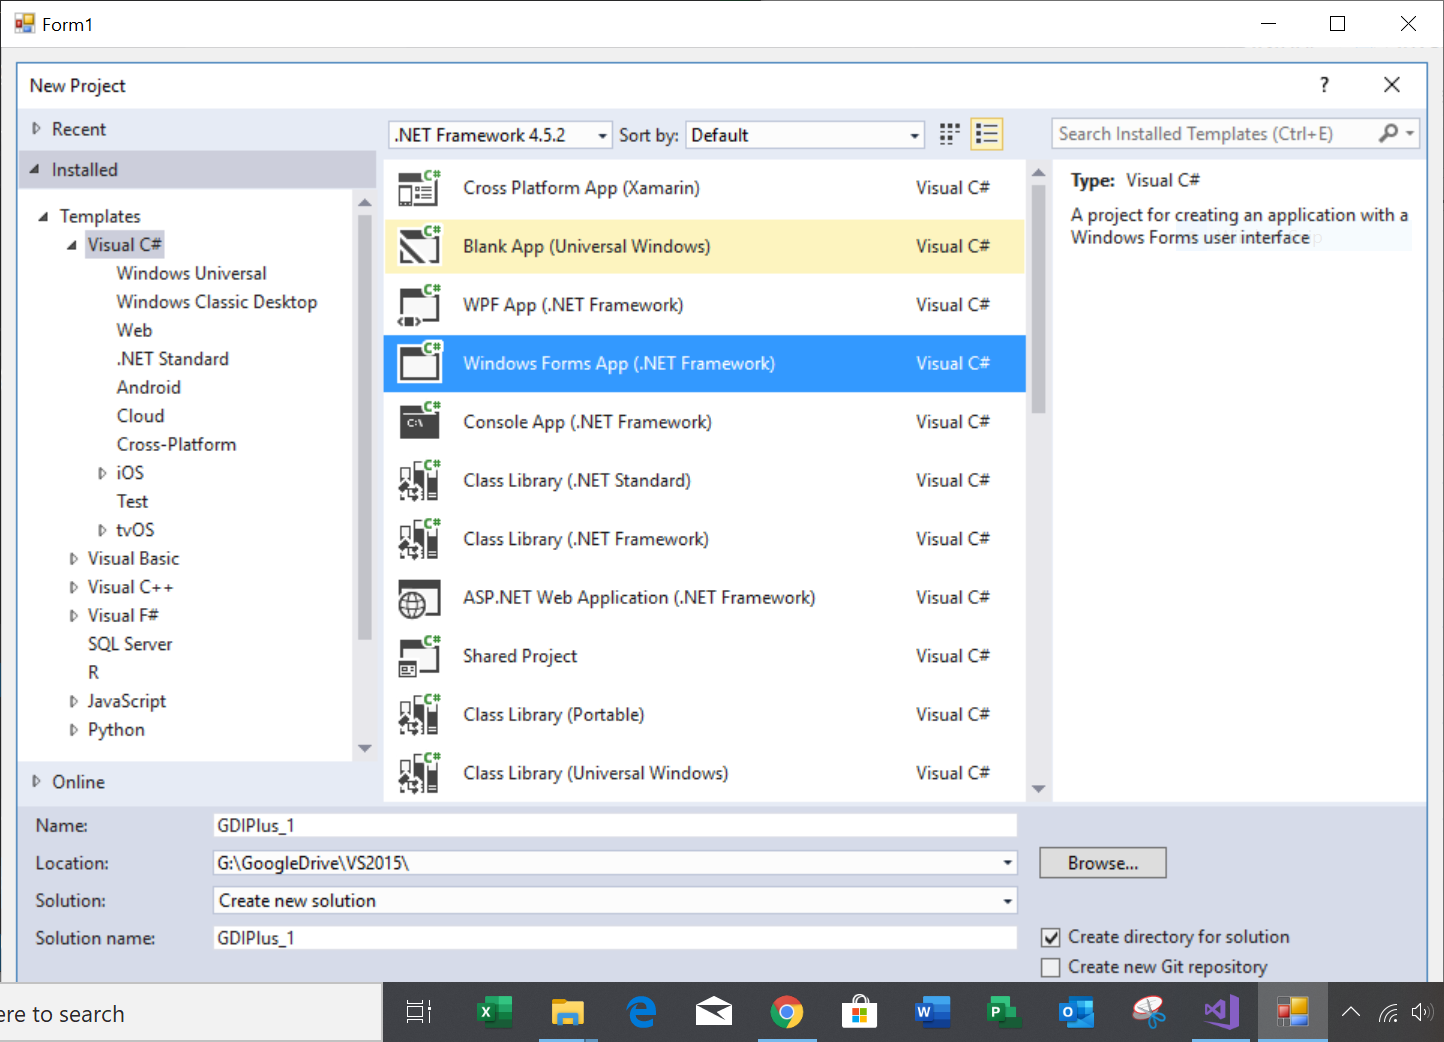 Form1
New Project
?
Recent
.NET Framework 4.5.2
Sort by:
Default
Search Installed Templates (Ctrl+E)
Installed
Templates
Visual C#
Windows Universal
Windows Classic Desktop
Web
.NET Standard
Android
Cloud
Cross-Platform
iOS
Test
tvOS
Visual Basic
Visual C++
Visual F#
SQL Server
R
JavaScript
Python
Online
C# Cross Platform App (Xamarin) Visual C#
C# Blank App (Universal Windows) Visual C#
C# WPF App (.NET Framework) Visual C#
C# Windows Forms App (.NET Framework) Visual C#
C# C:\ Console App (.NET Framework) Visual C#
C# Class Library (.NET Standard) Visual C#
C# Class Library (.NET Framework) Visual C#
ASP.NET Web Application (.NET Framework) Visual C#
C# Shared Project Visual C#
C# Class Library (Portable) Visual C#
C# Class Library (Universal Windows) Visual C#
Type: Visual C#
A project for creating an application with a
Windows Forms user interface
Name: GDIPlus_1
Location: G:\GoogleDrive\VS2015\
Browse...
Solution: Create new solution
Solution name: GDIPlus_1
Create directory for solution
Create new Git repository
ere to search
X
W
P
O